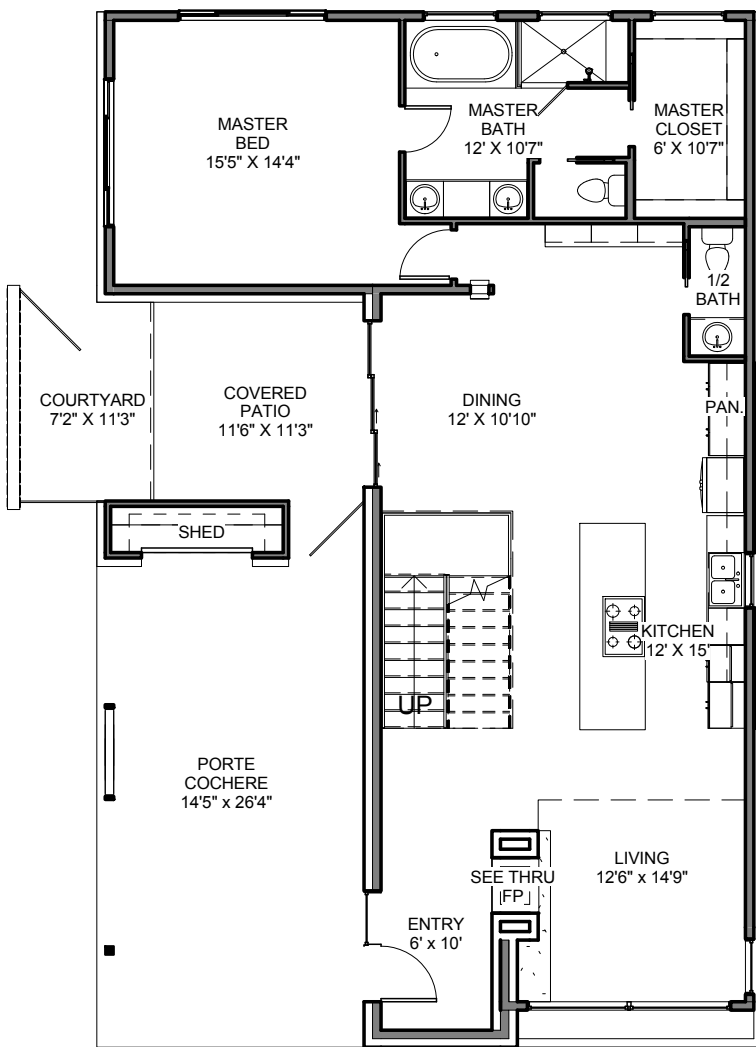 MASTER
BED
15'5" X 14'4"
MASTER
BATH
12' X 10'7"
MASTER
CLOSET
6' X 10'7"
1/2
BATH
COURTYARD
7'2" X 11'3"
COVERED
PATIO
11'6" X 11'3"
DINING
12' X 10'10"
PAN.
SHED
KITCHEN
12' X 15'
UP
PORTE
COCHERE
14'5" x 26'4"
SEE THRU
FP
LIVING
12'6" x 14'9"
ENTRY
6' x 10'